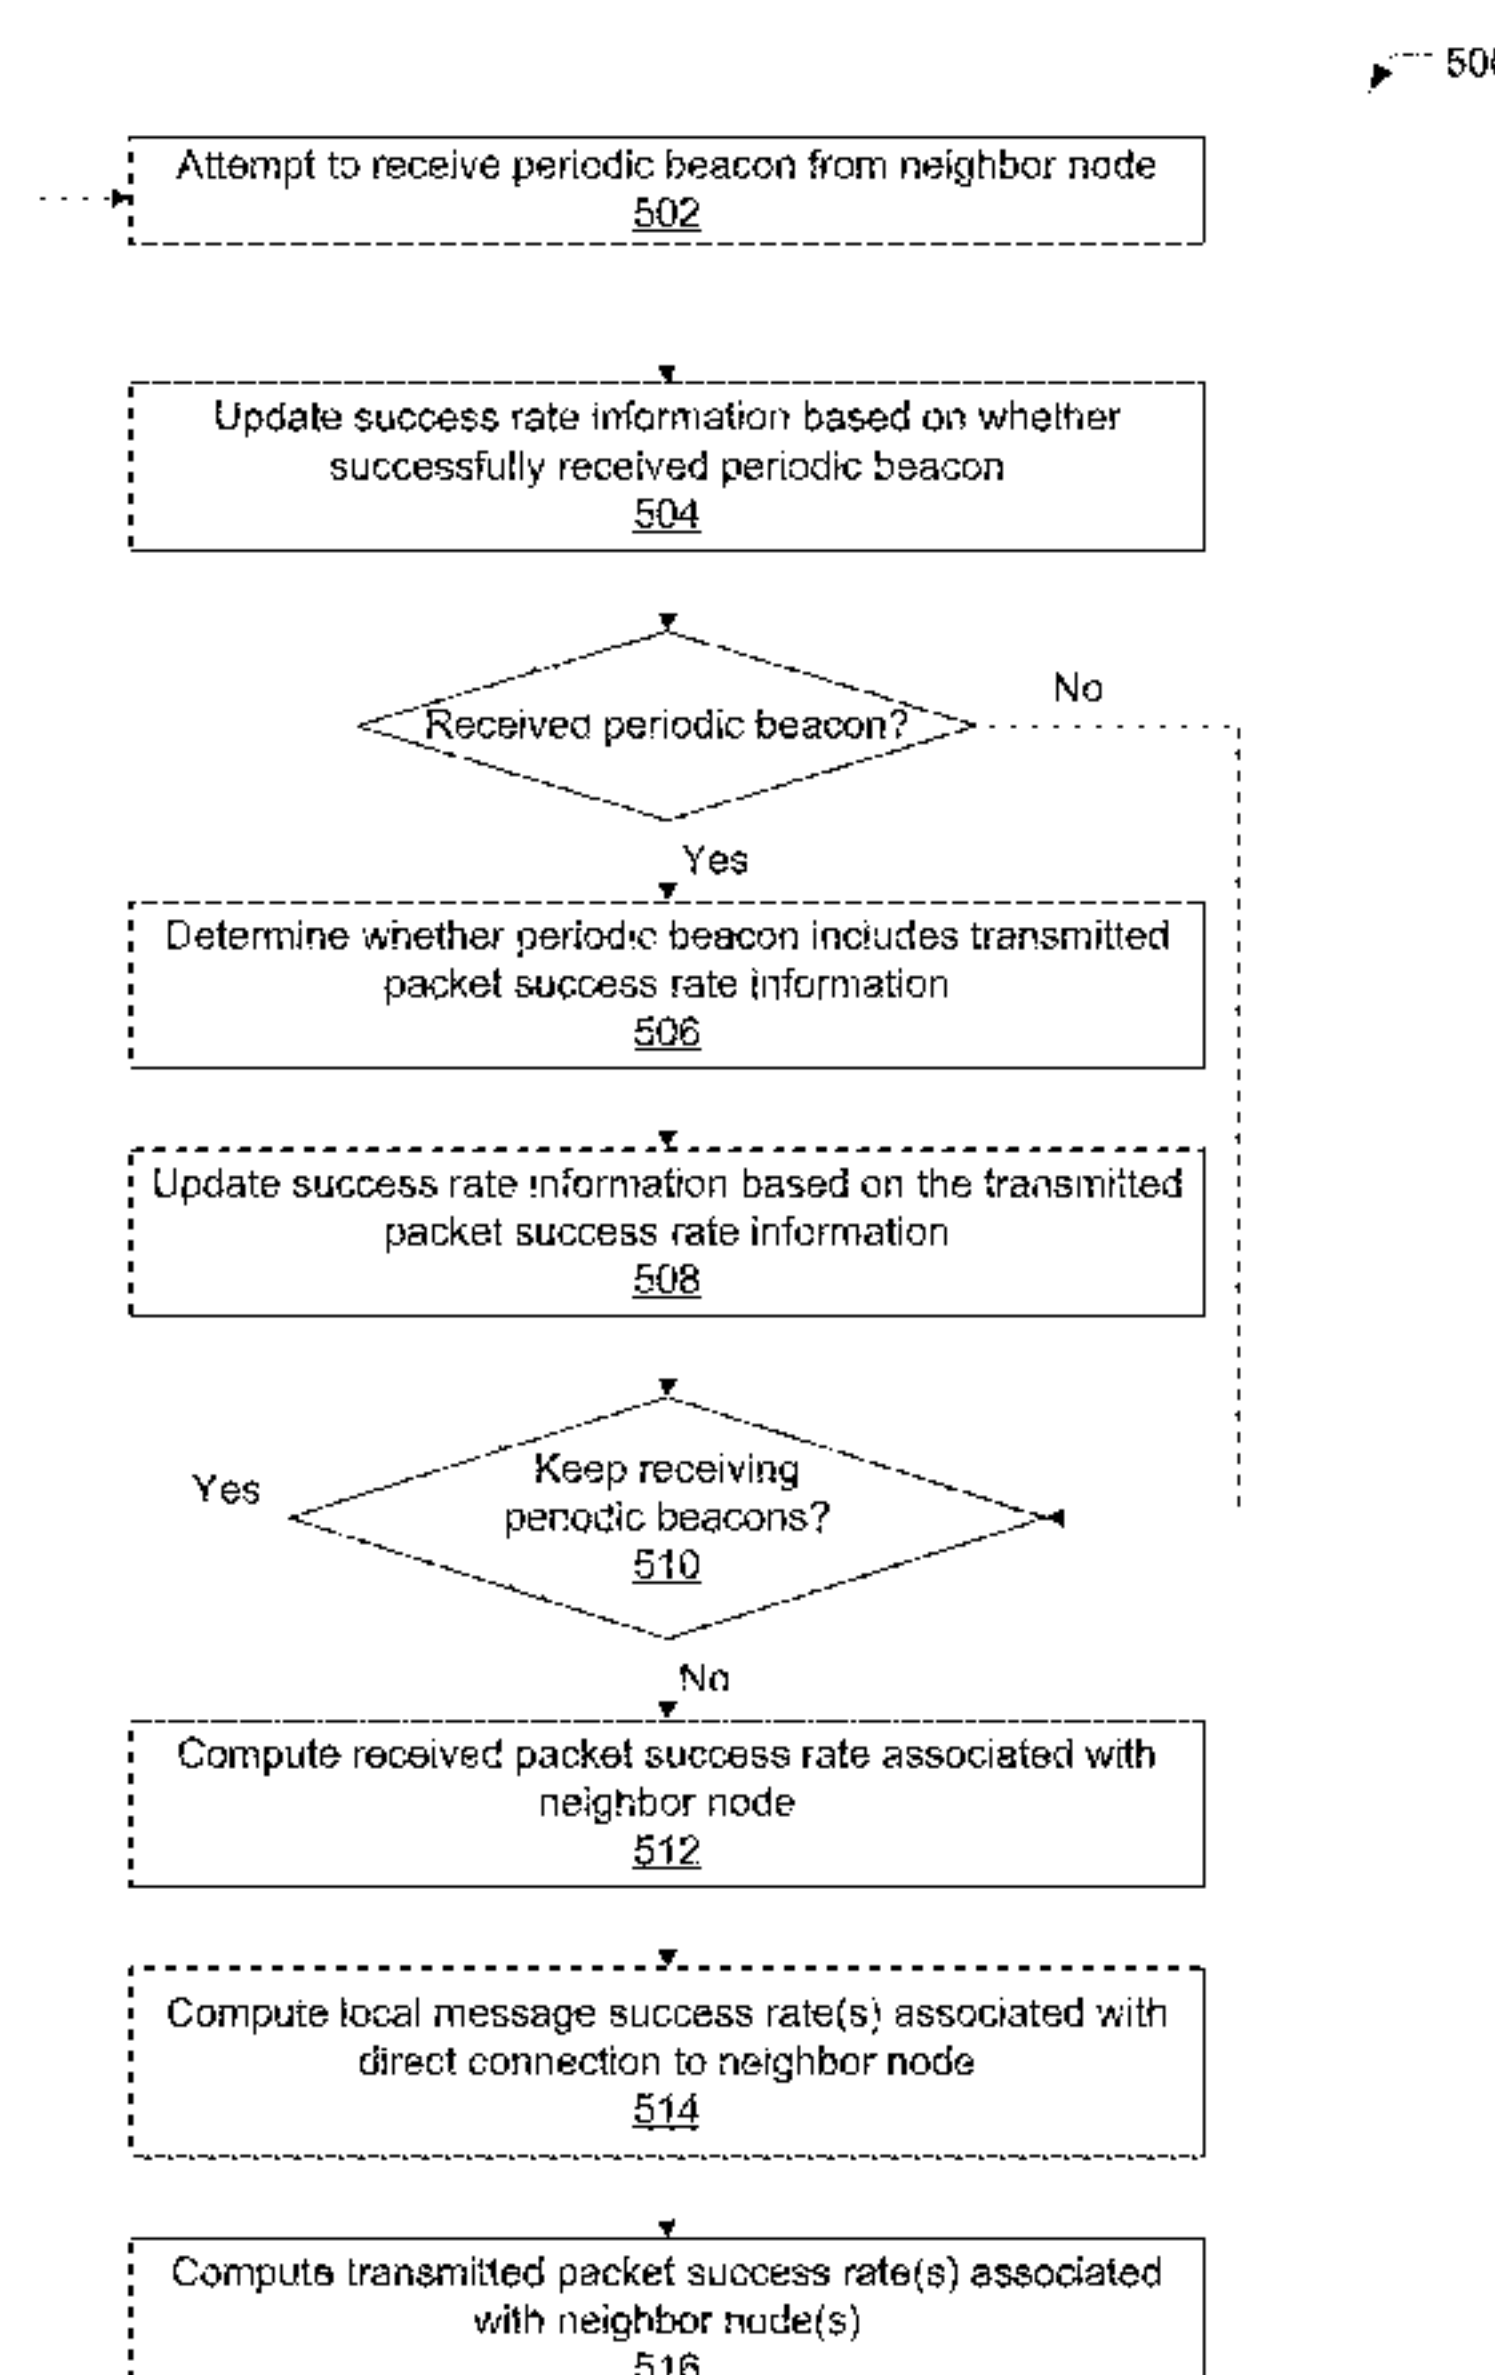 Attempt to receive periodic beacon from neighbor node
502
Update success rate information based on whether
successfully received periodic beacon
504
Received periodic beacon?
No
Yes
Determine whether periodic beacon includes transmitted
packet success rate information
506
Update success rate information based on the transmitted
packet success rate information
508
Keep receiving
periodic beacons?
510
Yes
No
Compute received packet success rate associated with
neighbor node
512
Compute local message success rate(s) associated with
direct connection to neighbor node
514
Compute transmitted packet success rate(s) associated
with neighbor node(s)
516